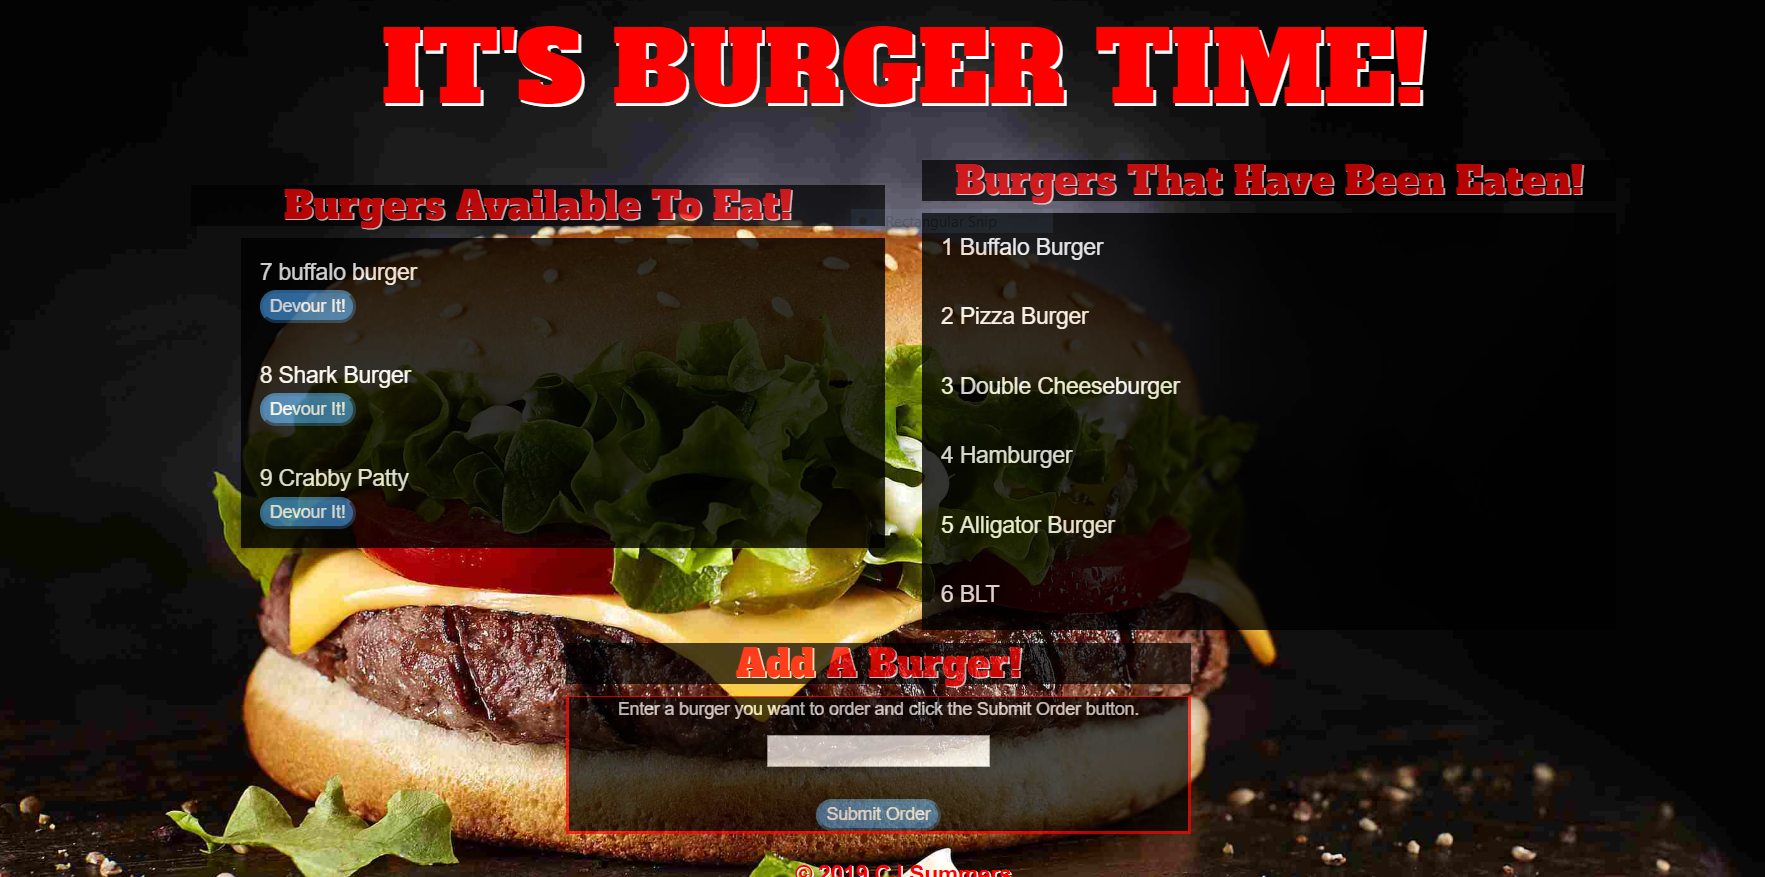 IT'S BURGER TIME!
Burgers Available To Eat!
7 buffalo burger
Devour It!
8 Shark Burger
Devour It!
9 Crabby Patty
Devour It!
Burgers That Have Been Eaten!
Rectangular Snip
1 Buffalo Burger
2 Pizza Burger
3 Double Cheeseburger
4 Hamburger
5 Alligator Burger
6 BLT
Add A Burger!
Enter a burger you want to order and click the Submit Order button.
Submit Order
© 2019 CJ Summers